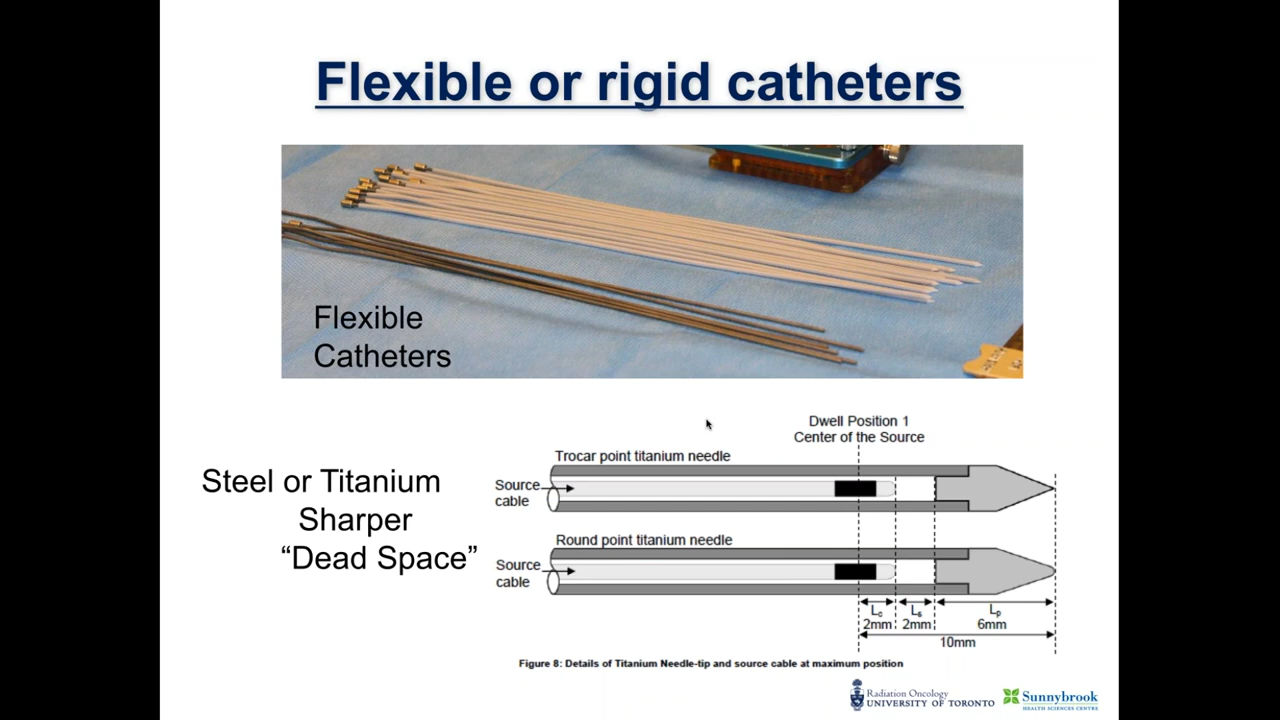 Flexible or rigid catheters
Flexible
Catheters
Steel or Titanium
Sharper
“Dead Space”
Dwell Position 1
Center of the Source
Trocar point titanium needle
Source
cable
Round point titanium needle
Source
cable
Lc
Ls
Lp
2mm
2mm
6mm
10mm
Figure 8: Details of Titanium Needle-tip and source cable at maximum position
Radiation Oncology
UNIVERSITY OF TORONTO
Sunnybrook
HEALTH SCIENCES CENTRE